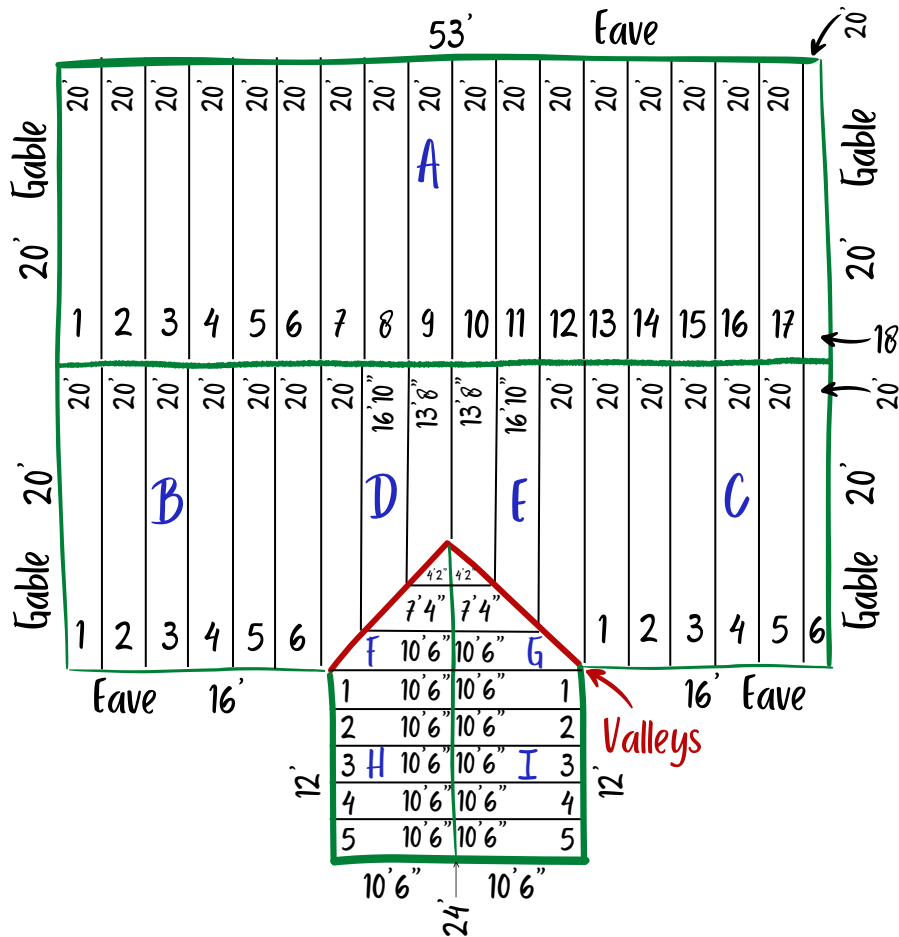 53' Eave 20'
20' 20' 20' 20' 20' 20' 20' 20' 20' 20' 20' 20' 20' 20' 20' 20' 20'
Gable Gable
A
20' 20'
1 2 3 4 5 6 7 8 9 10 11 12 13 14 15 16 17
18
20' 20' 20' 20' 20' 20' 20' 16'10" 13'8" 13'8" 16'10" 20' 20' 20' 20' 20' 20' 20'
20' B D E C 20'
Gable Gable
4'2" 4'2"
7'4" 7'4"
1 2 3 4 5 6 1 2 3 4 5 6
F 10'6" 10'6" G
1 10'6" 10'6" 1
Eave 16' 16' Eave
2 10'6" 10'6" 2
Valleys
12' 3 H 10'6" 10'6" I 3 12'
4 10'6" 10'6" 4
5 10'6" 10'6" 5
10'6" 10'6"
24'